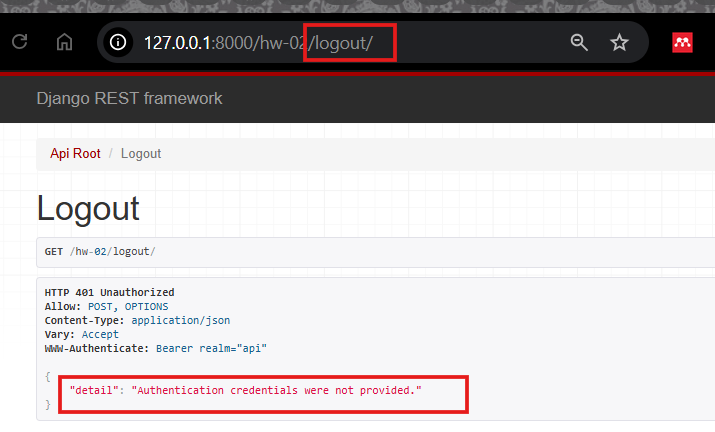 127.0.0.1:8000/hw-02/logout/
Django REST framework
Api Root / Logout
Logout
GET /hw-02/logout/
HTTP 401 Unauthorized
Allow: POST, OPTIONS
Content-Type: application/json
Vary: Accept
WWW-Authenticate: Bearer realm="api"
{
"detail": "Authentication credentials were not provided."
}